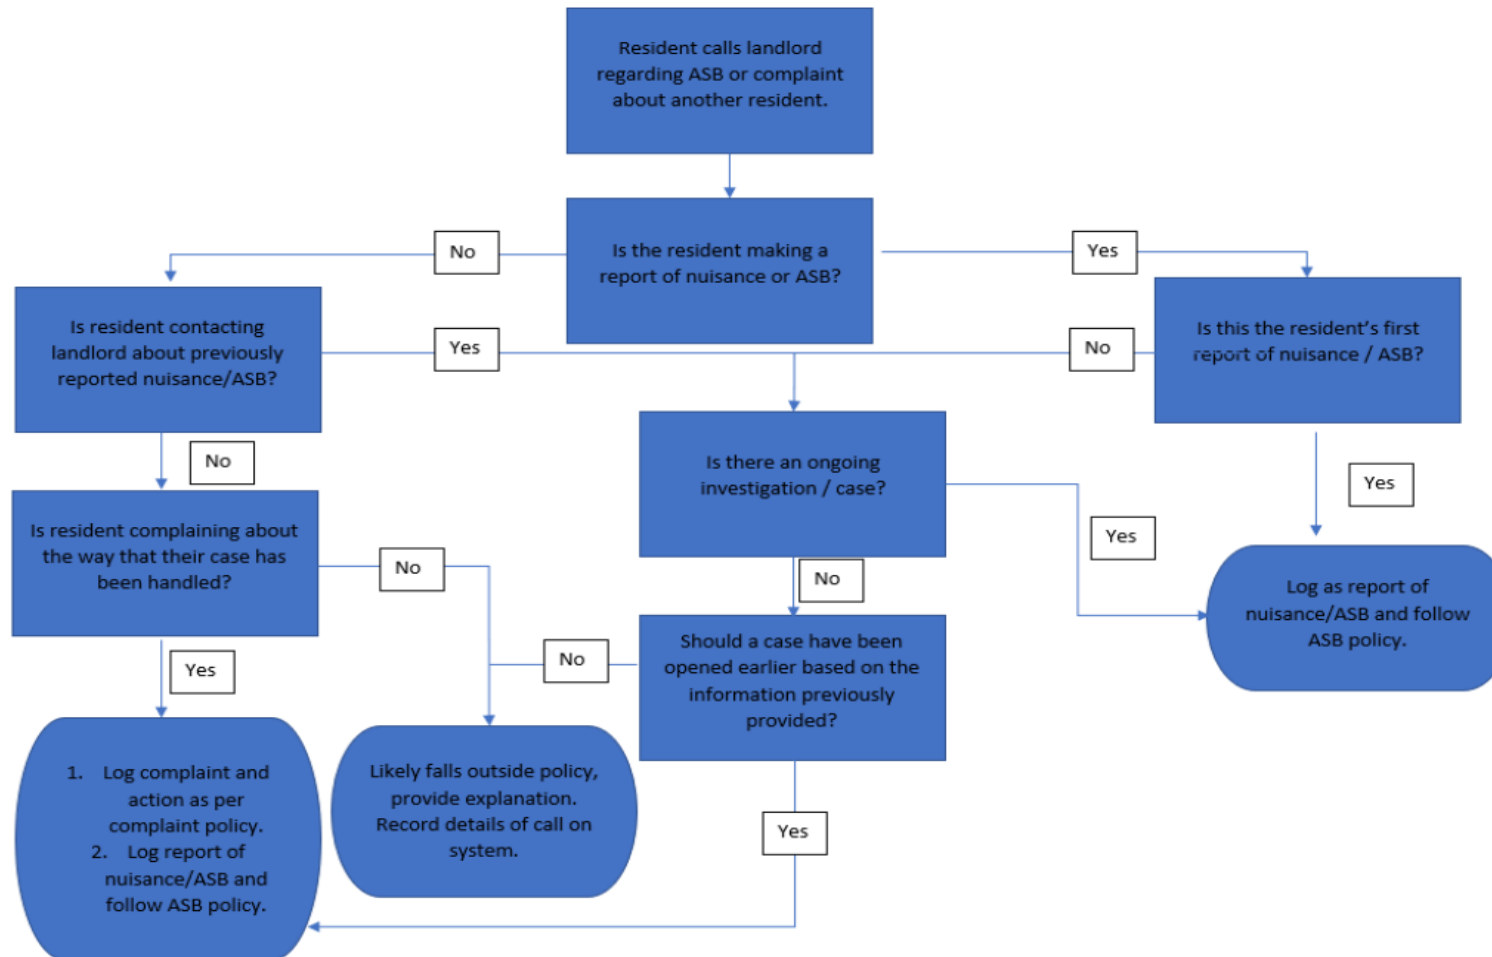 Resident calls landlord
regarding ASB or complaint
about another resident.
Is the resident making a
report of nuisance or ASB?
No
Yes
Is resident contacting
landlord about previously
reported nuisance/ASB?
Yes
No
Is this the resident’s first
report of nuisance / ASB?
No
Is there an ongoing
investigation / case?
Yes
Yes
Is resident complaining about
the way that their case has
been handled?
No
No
Log as report of
nuisance/ASB and follow
ASB policy.
Yes
No
Should a case have been
opened earlier based on the
information previously
provided?
1. Log complaint and
action as per
complaint policy.
2. Log report of
nuisance/ASB and
follow ASB policy.
Likely falls outside policy,
provide explanation.
Record details of call on
system.
Yes